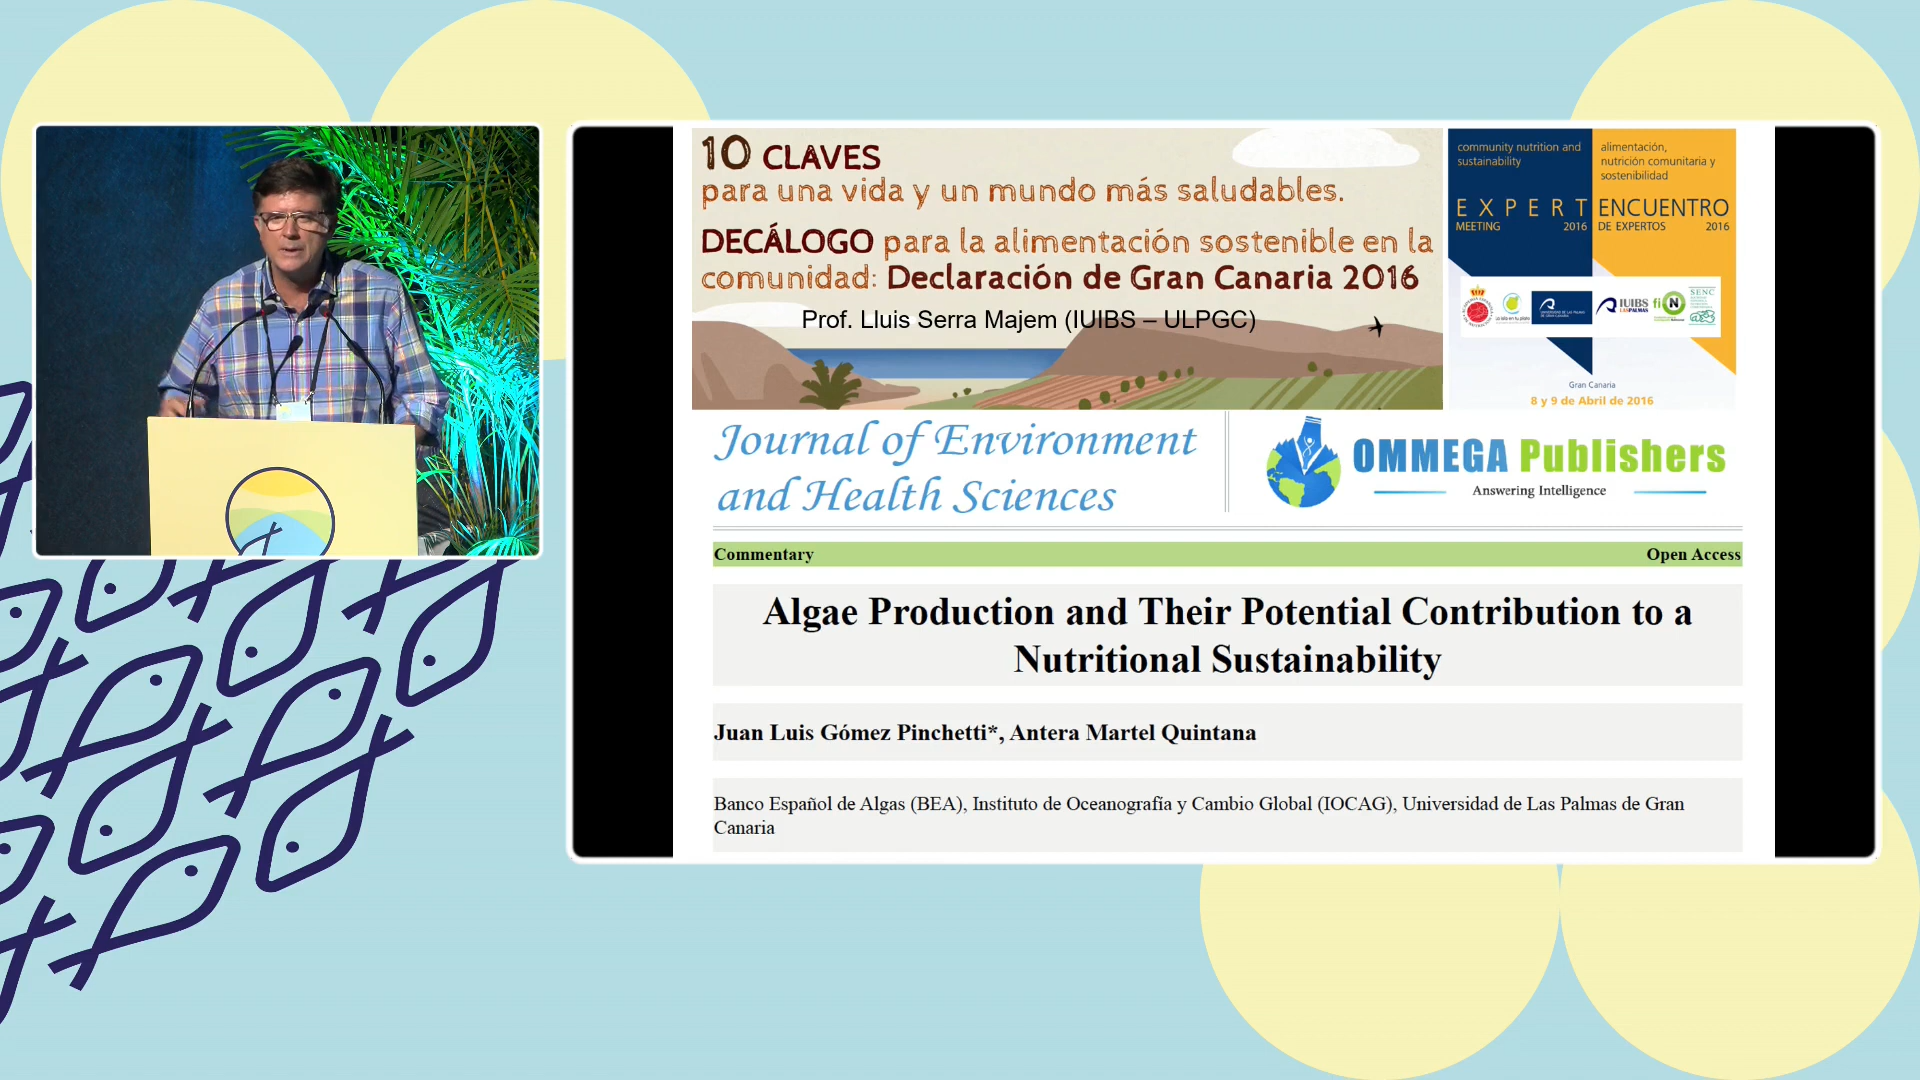 10 CLAVES
para una vida y un mundo más saludables.
DECÁLOGO para la alimentación sostenible en la
comunidad: Declaración de Gran Canaria 2016
Prof. Lluis Serra Majem (IUIBS – ULPGC)
community nutrition and
sustainability
EXPERT
MEETING 2016
alimentación,
nutrición comunitaria y
sostenibilidad
ENCUENTRO
DE EXPERTOS 2016
IUIBS
LASPALMAS
fiN
SENC
Gran Canaria
8 y 9 de Abril de 2016
Journal of Environment
and Health Sciences
OMMEGA Publishers
Answering Intelligence
Commentary Open Access
Algae Production and Their Potential Contribution to a
Nutritional Sustainability
Juan Luis Gómez Pinchetti*, Antera Martel Quintana
Banco Español de Algas (BEA), Instituto de Oceanografía y Cambio Global (IOCAG), Universidad de Las Palmas de Gran
Canaria